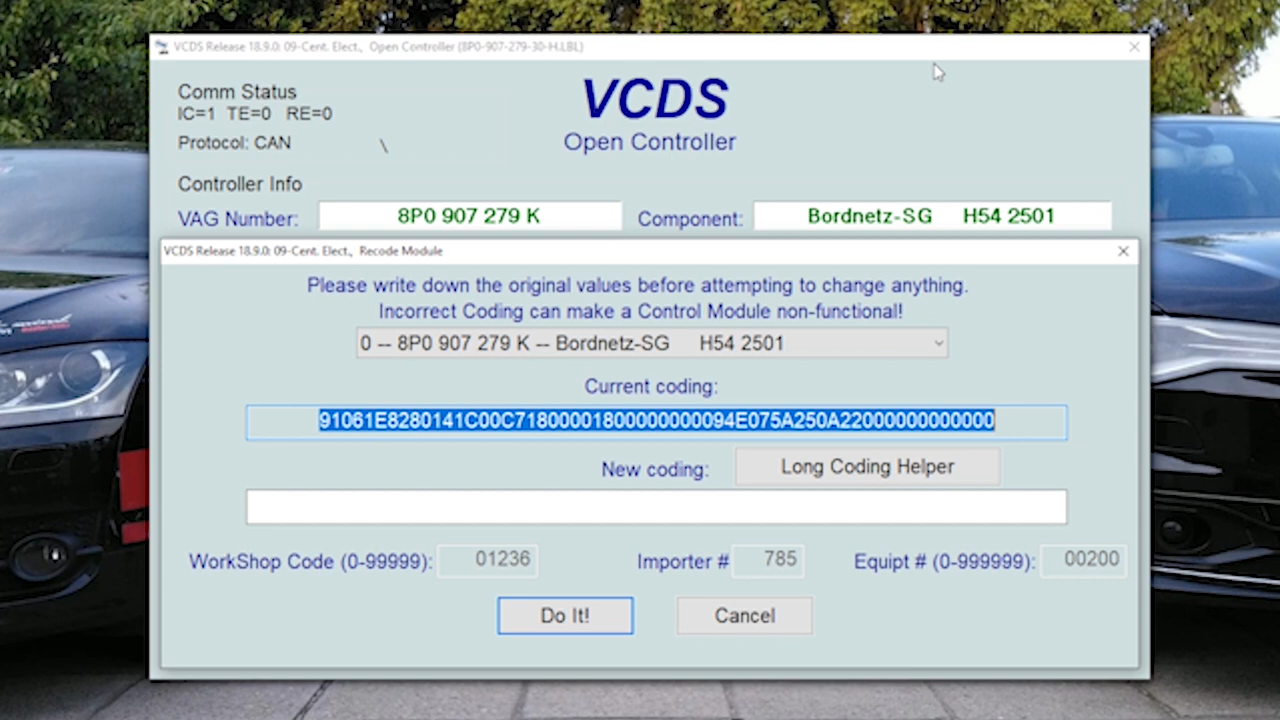 VCDS Release 18.9.0: 09-Cent. Elect., Open Controller (8P0-907-279-30-H.LBL)
Comm Status
IC=1 TE=0 RE=0
Protocol: CAN \
VCDS
Open Controller
Controller Info
VAG Number: 8P0 907 279 K Component: Bordnetz-SG H54 2501
VCDS Release 18.9.0: 09-Cent. Elect., Recode Module
Please write down the original values before attempting to change anything.
Incorrect Coding can make a Control Module non-functional!
0 -- 8P0 907 279 K -- Bordnetz-SG H54 2501
Current coding:
91061E8280141C00C71800001800000000094E075A250A22000000000000
New coding: Long Coding Helper
WorkShop Code (0-99999): 01236 Importer # 785 Equipt # (0-999999): 00200
Do It! Cancel